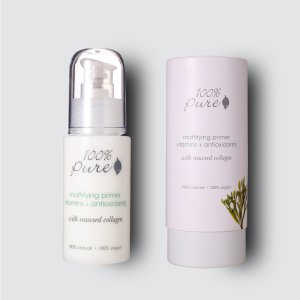 100%
pure
mattifying primer
vitamins + antioxidants
with seaweed collagen
100% natural • 100% vegan
100%
pure
mattifying primer
vitamins + antioxidants
with seaweed collagen
100% natural • 100% vegan